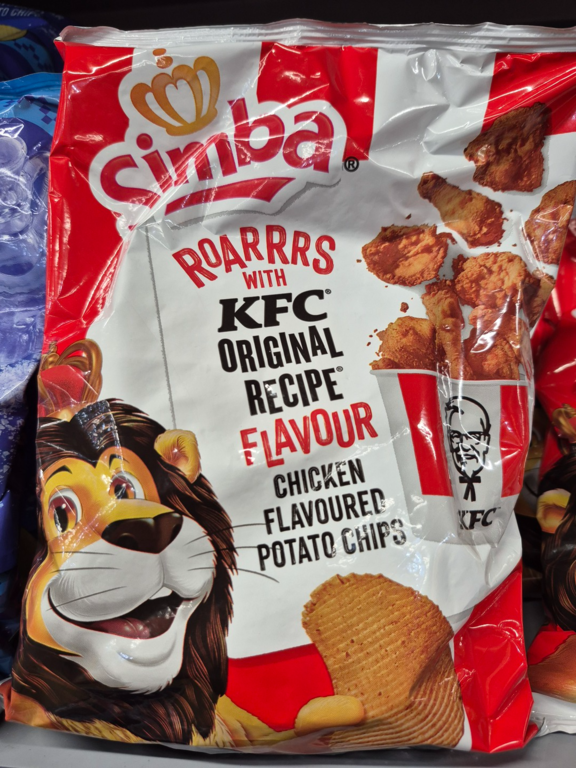 Simba®
ROARRRS
WITH
KFC®
ORIGINAL
RECIPE®
FLAVOUR
CHICKEN
FLAVOURED
POTATO CHIPS
KFC